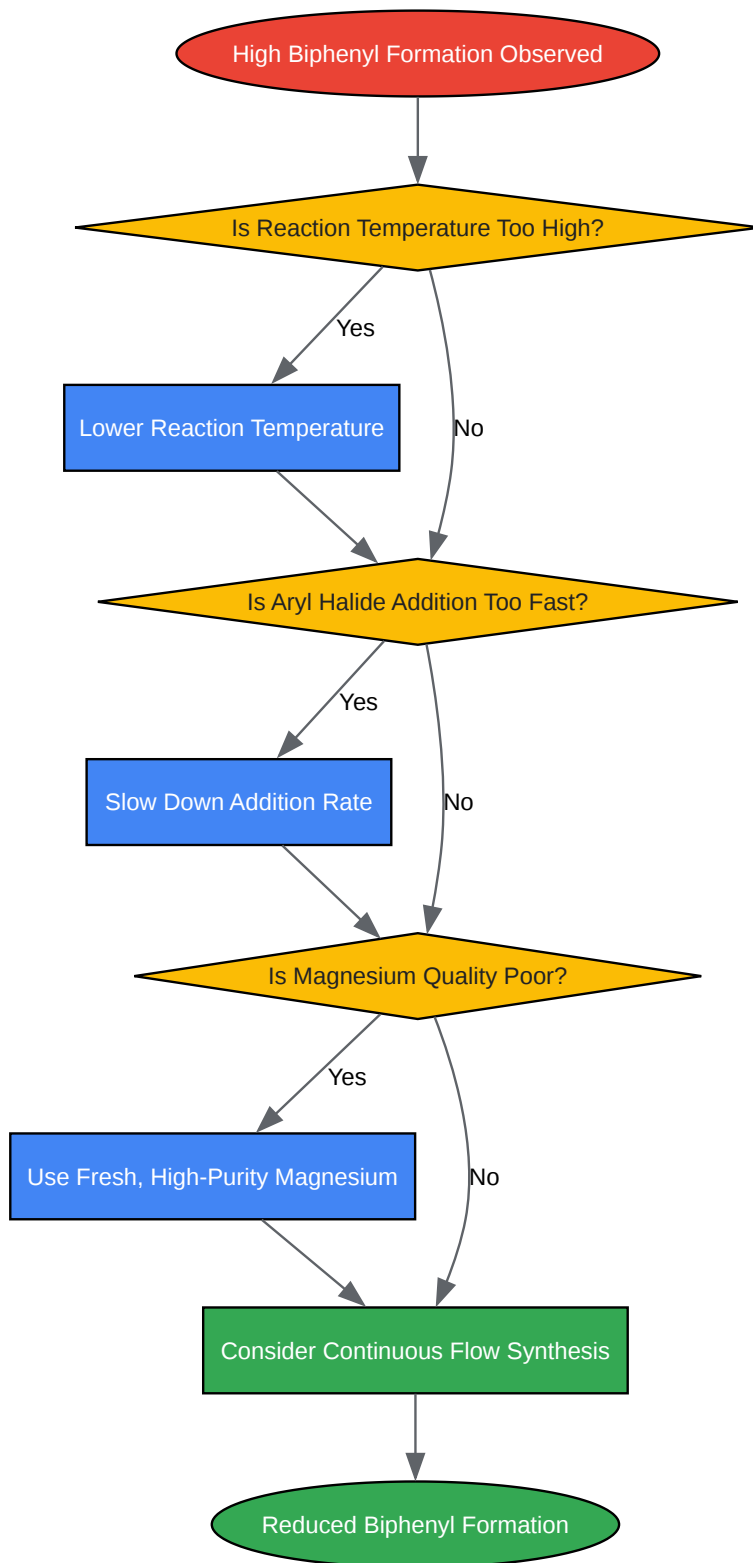 High Biphenyl Formation Observed
Is Reaction Temperature Too High?
Yes
Lower Reaction Temperature
No
Is Aryl Halide Addition Too Fast?
Yes
Slow Down Addition Rate
No
Is Magnesium Quality Poor?
Yes
Use Fresh, High-Purity Magnesium
No
Consider Continuous Flow Synthesis
Reduced Biphenyl Formation